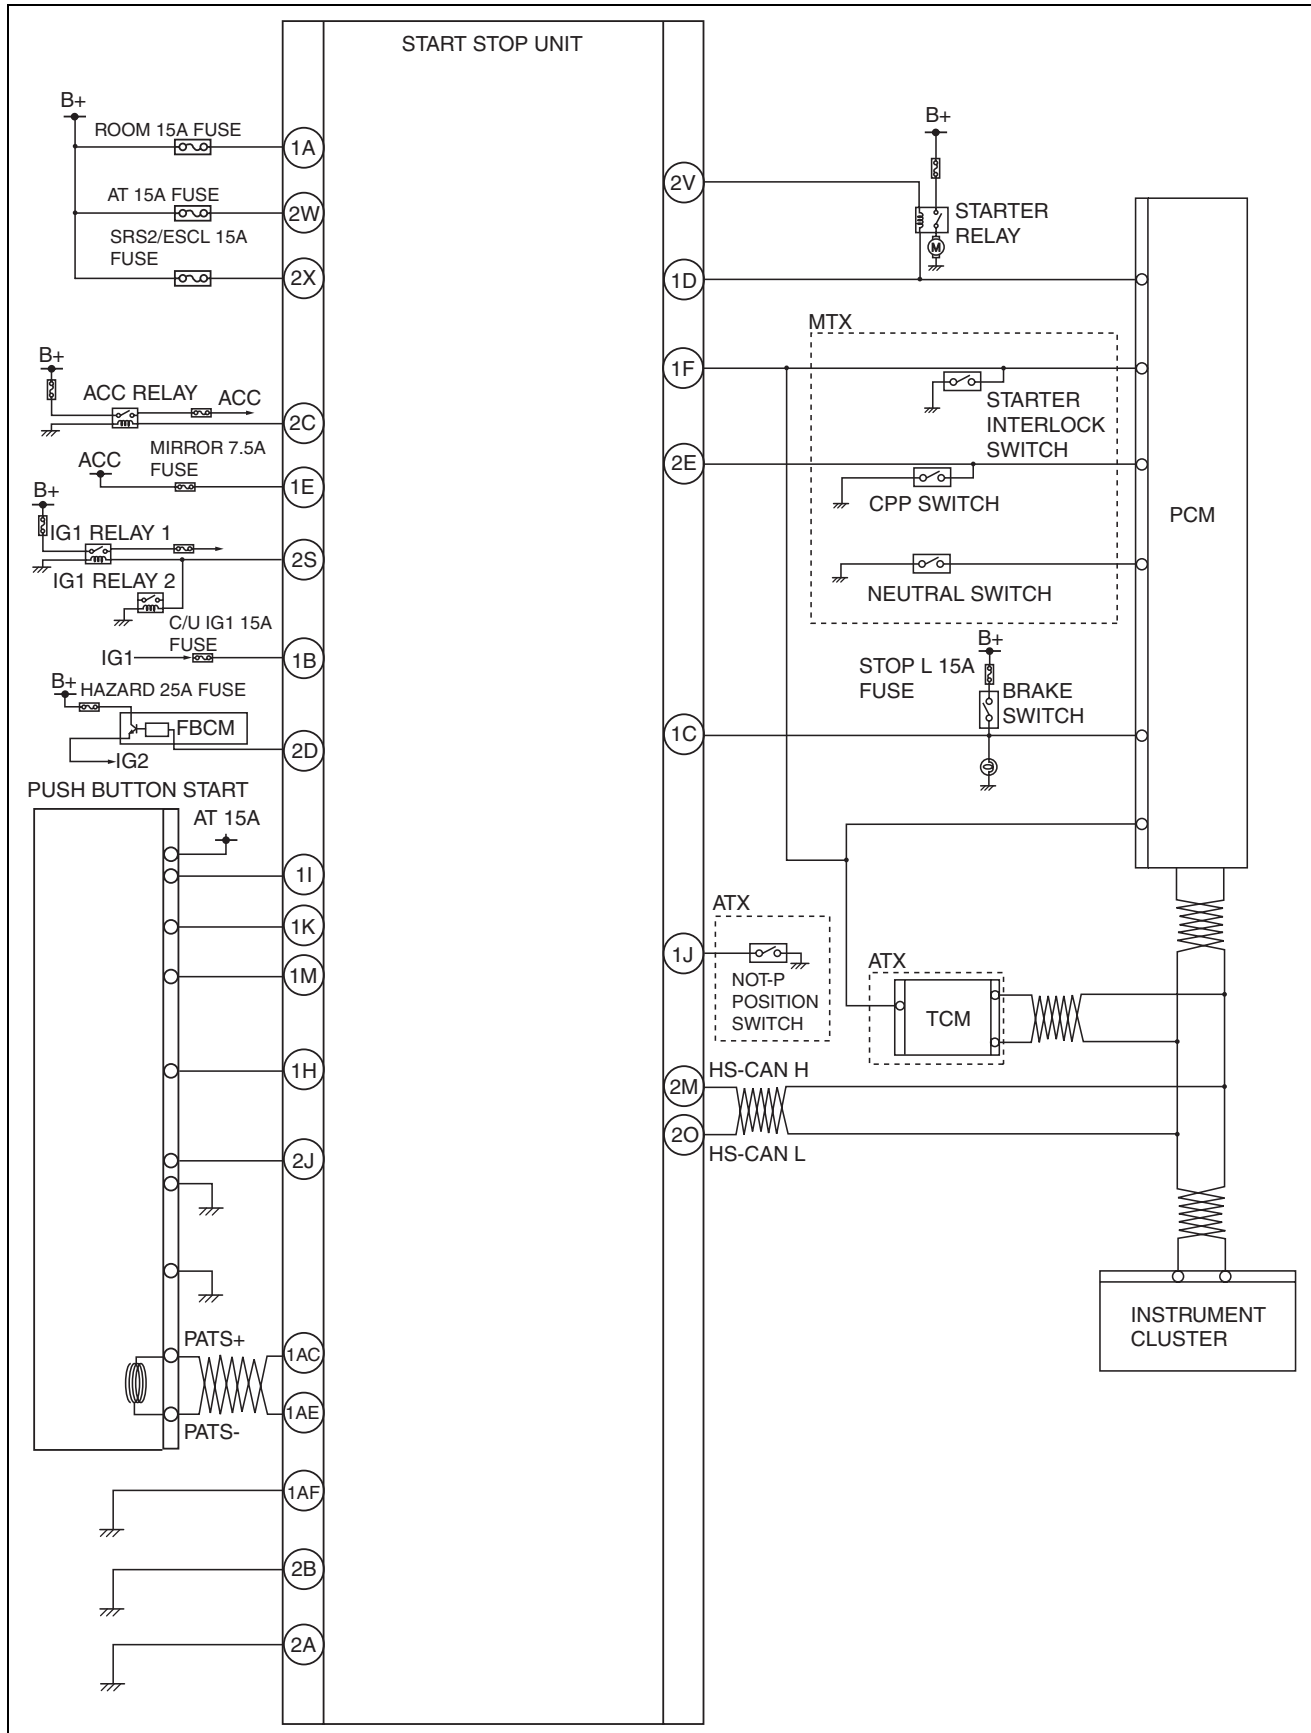 START STOP UNIT
B+
ROOM 15A FUSE
1A
AT 15A FUSE
2W
SRS2/ESCL 15A
FUSE
2X
B+
ACC RELAY
ACC
2C
MIRROR 7.5A
FUSE
ACC
1E
B+
IG1 RELAY 1
2S
IG1 RELAY 2
C/U IG1 15A
FUSE
IG1
1B
B+
HAZARD 25A FUSE
FBCM
2D
IG2
PUSH BUTTON START
AT 15A
1I
1K
1M
1H
2J
PATS+
1AC
1AE
PATS-
1AF
2B
2A
B+
2V
STARTER
RELAY
M
1D
MTX
1F
STARTER
INTERLOCK
SWITCH
2E
CPP SWITCH
NEUTRAL SWITCH
PCM
B+
STOP L 15A
FUSE
BRAKE
SWITCH
1C
ATX
1J
NOT-P
POSITION
SWITCH
ATX
TCM
2M
HS-CAN H
2O
HS-CAN L
INSTRUMENT
CLUSTER